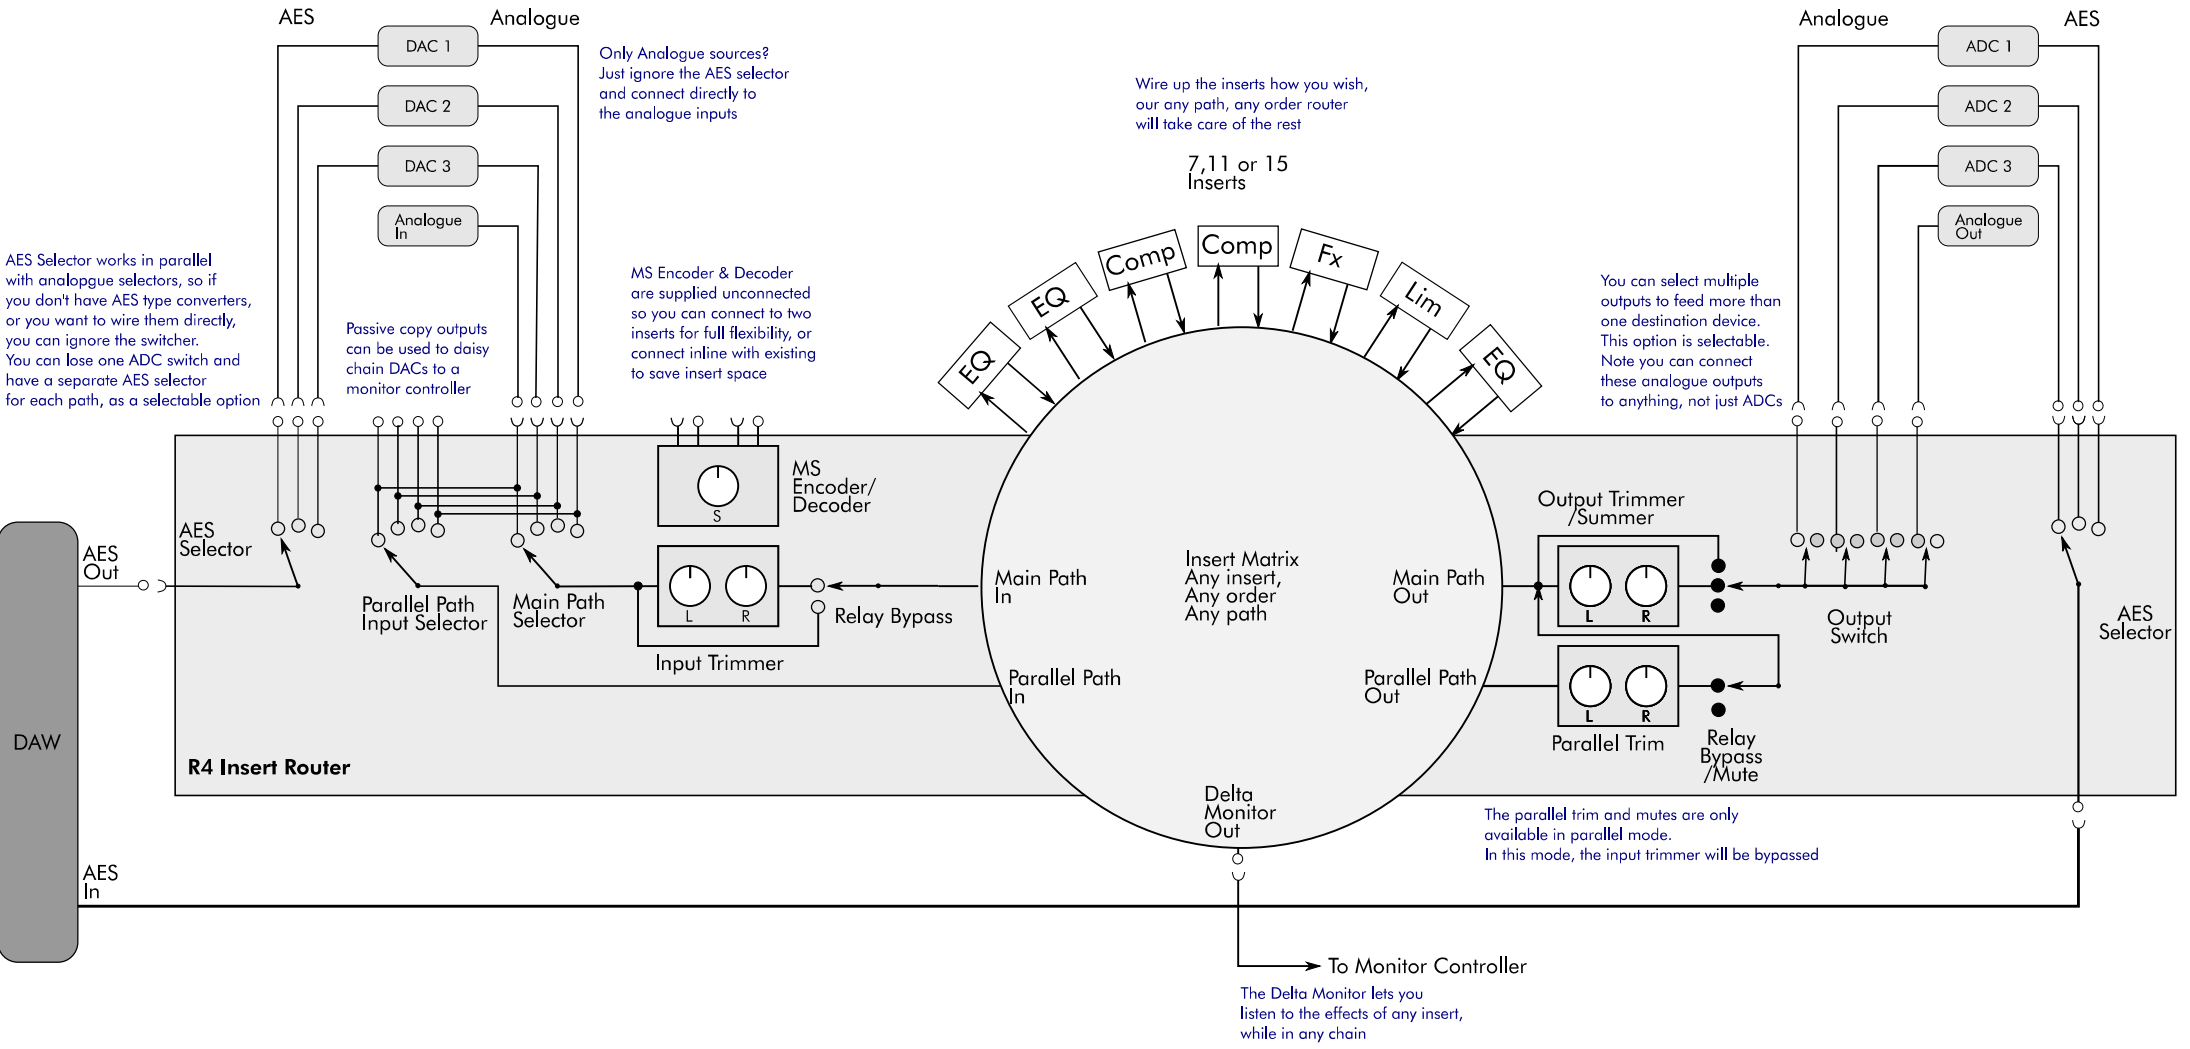 AES
Analogue
DAC 1
DAC 2
DAC 3
Analogue
In
Only Analogue sources?
Just ignore the AES selector
and connect directly to
the analogue inputs
AES Selector works in parallel
with analopgue selectors, so if
you don't have AES type converters,
or you want to wire them directly,
you can ignore the switcher.
You can lose one ADC switch and
have a separate AES selector
for each path, as a selectable option
Passive copy outputs
can be used to daisy
chain DACs to a
monitor controller
MS Encoder & Decoder
are supplied unconnected
so you can connect to two
inserts for full flexibility, or
connect inline with existing
to save insert space
Wire up the inserts how you wish,
our any path, any order router
will take care of the rest
7,11 or 15
Inserts
EQ
EQ
Comp
Comp
Fx
Lim
EQ
Analogue
AES
ADC 1
ADC 2
ADC 3
Analogue
Out
You can select multiple
outputs to feed more than
one destination device.
This option is selectable.
Note you can connect
these analogue outputs
to anything, not just ADCs
DAW
AES
Out
AES
In
AES
Selector
Parallel Path
Input Selector
Main Path
Selector
S
MS
Encoder/
Decoder
L
R
Input Trimmer
Relay Bypass
R4 Insert Router
Main Path
In
Parallel Path
In
Insert Matrix
Any insert,
Any order
Any path
Main Path
Out
Parallel Path
Out
Delta
Monitor
Out
Output Trimmer
/Summer
L
R
L
R
Parallel Trim
Relay
Bypass
/Mute
Output
Switch
AES
Selector
The parallel trim and mutes are only
available in parallel mode.
In this mode, the input trimmer will be bypassed
To Monitor Controller
The Delta Monitor lets you
listen to the effects of any insert,
while in any chain